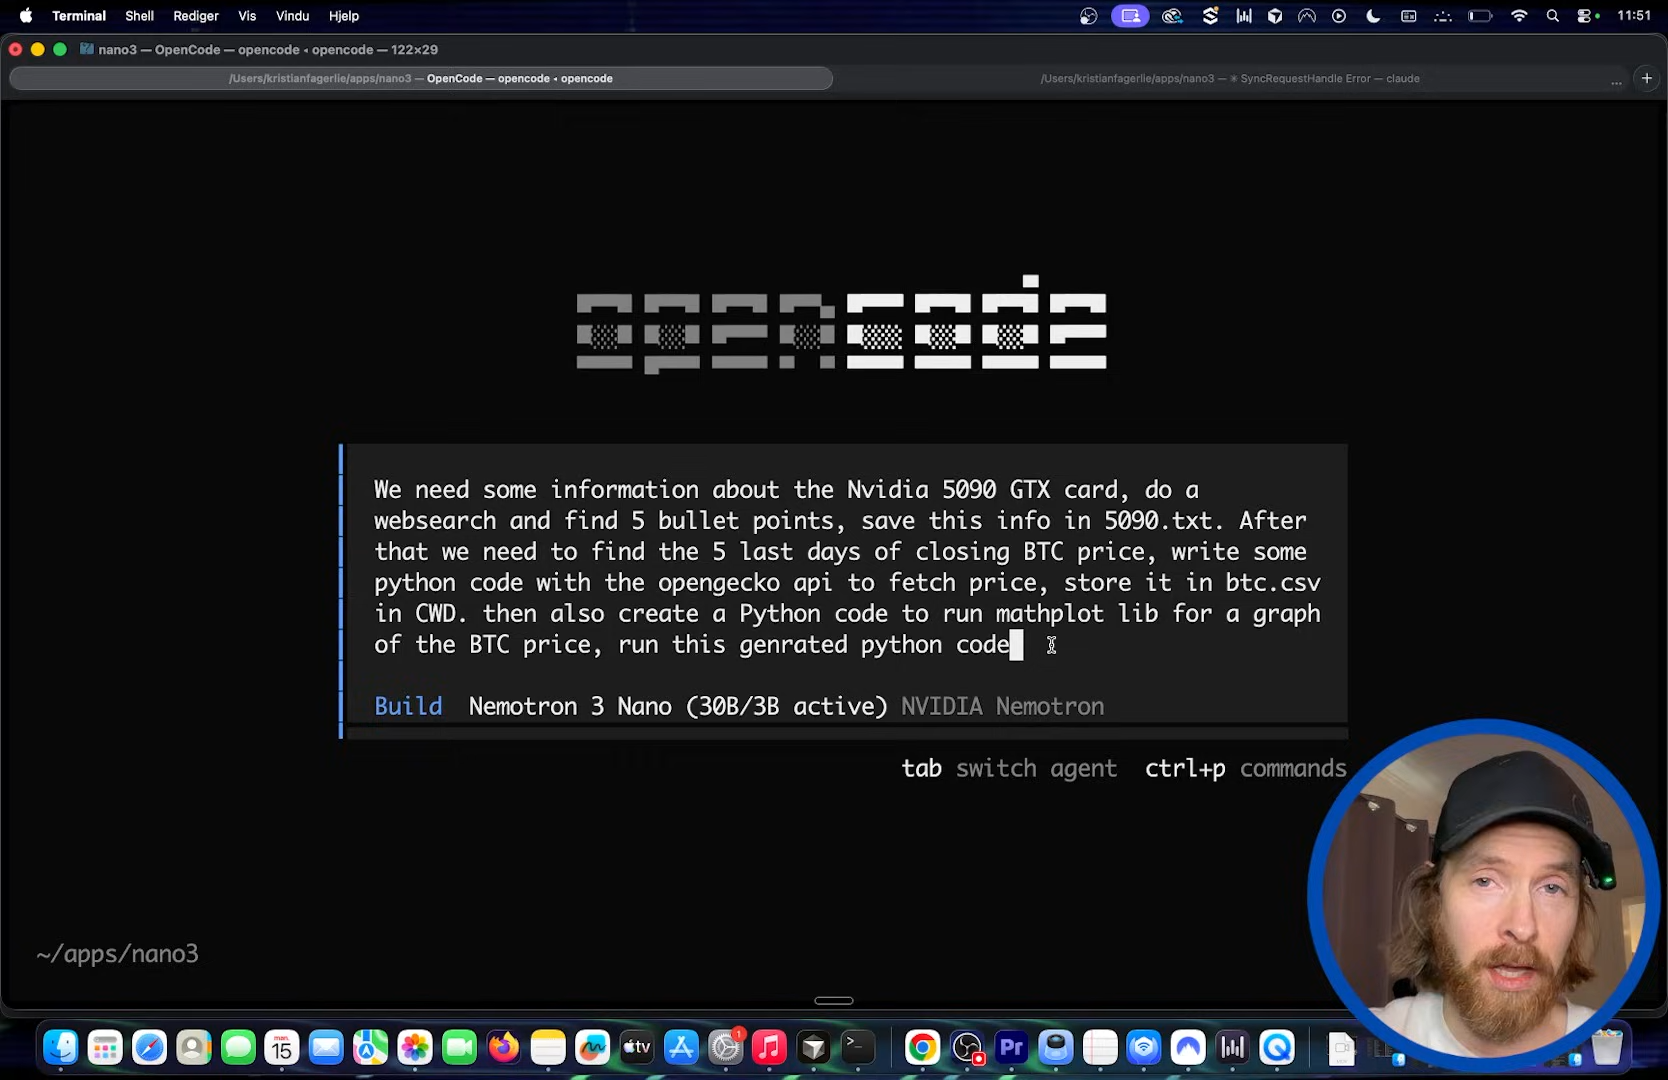 Terminal Shell Rediger Vis Vindu Hjelp 11:51
nano3 — OpenCode — opencode ◂ opencode — 122×29
/Users/kristianfagerlie/apps/nano3 — OpenCode — opencode ◂ opencode
/Users/kristianfagerlie/apps/nano3 — ✳ SyncRequestHandle Error — claude ... +
opencode
We need some information about the Nvidia 5090 GTX card, do a
websearch and find 5 bullet points, save this info in 5090.txt. After
that we need to find the 5 last days of closing BTC price, write some
python code with the opengecko api to fetch price, store it in btc.csv
in CWD. then also create a Python code to run mathplot lib for a graph
of the BTC price, run this genrated python code
Build Nemotron 3 Nano (30B/3B active) NVIDIA Nemotron
tab switch agent ctrl+p commands
~/apps/nano3
man.
15
tv
1
Pr